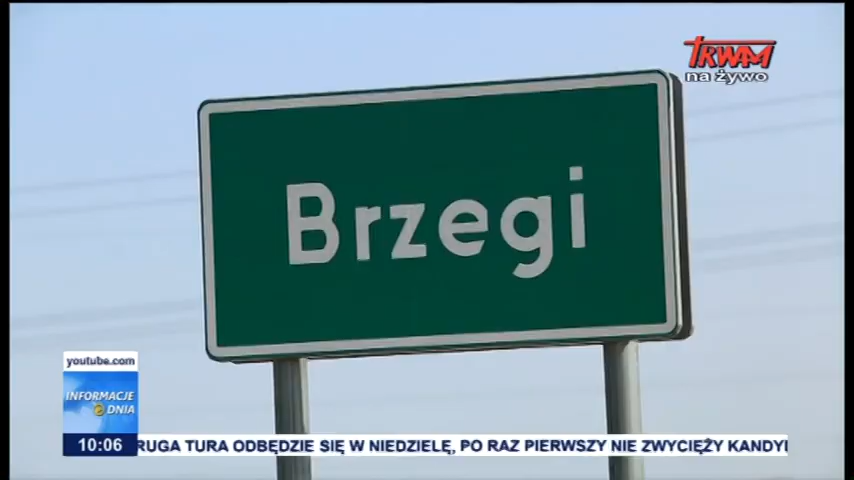 TRWAM
na żywo
Brzegi
youtube.com
INFORMACJE
DNIA
10:06
RUGA TURA ODBĘDZIE SIĘ W NIEDZIELĘ, PO RAZ PIERWSZY NIE ZWYCIĘŻY KANDY